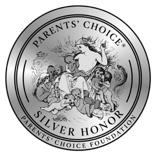 PARENTS' CHOICE®
SILVER HONOR
PARENTS' CHOICE FOUNDATION